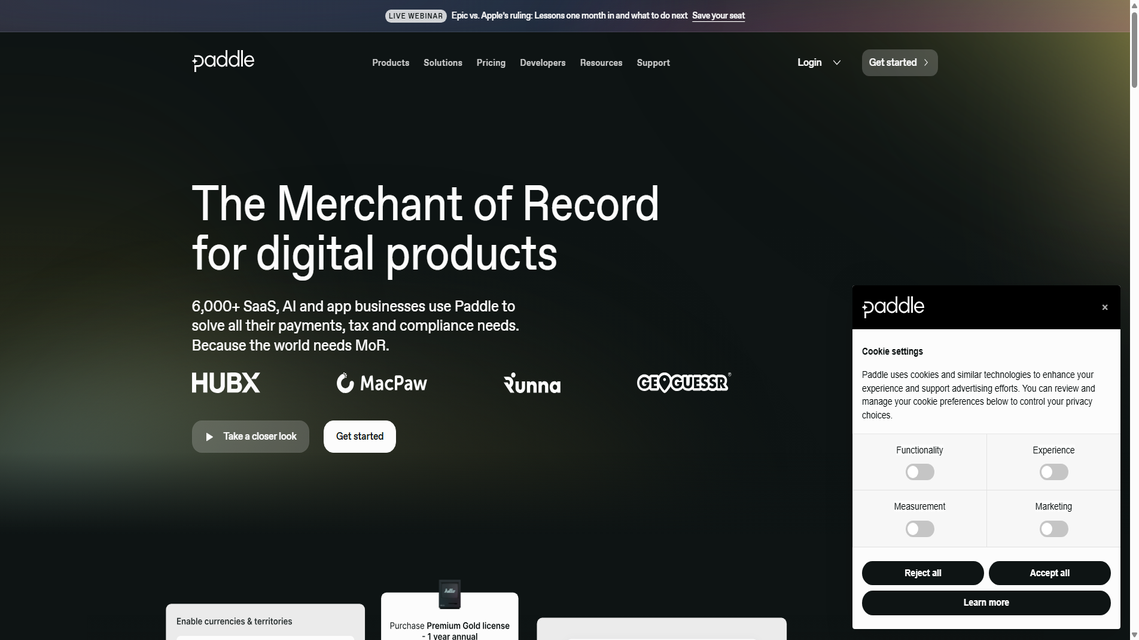 LIVE WEBINAR Epic vs. Apple's ruling: Lessons one month in and what to do next Save your seat
paddle Products Solutions Pricing Developers Resources Support Login Get started
The Merchant of Record
for digital products
6,000+ SaaS, AI and app businesses use Paddle to
solve all their payments, tax and compliance needs.
Because the world needs MoR.
HUBX MacPaw Runna GEOGUESSR
Take a closer look Get started
paddle ×
Cookie settings
Paddle uses cookies and similar technologies to enhance your
experience and support advertising efforts. You can review and
manage your cookie preferences below to control your privacy
choices.
Functionality Experience
Measurement Marketing
Reject all Accept all
Learn more
Enable currencies & territories
Purchase Premium Gold license
- 1 year annual